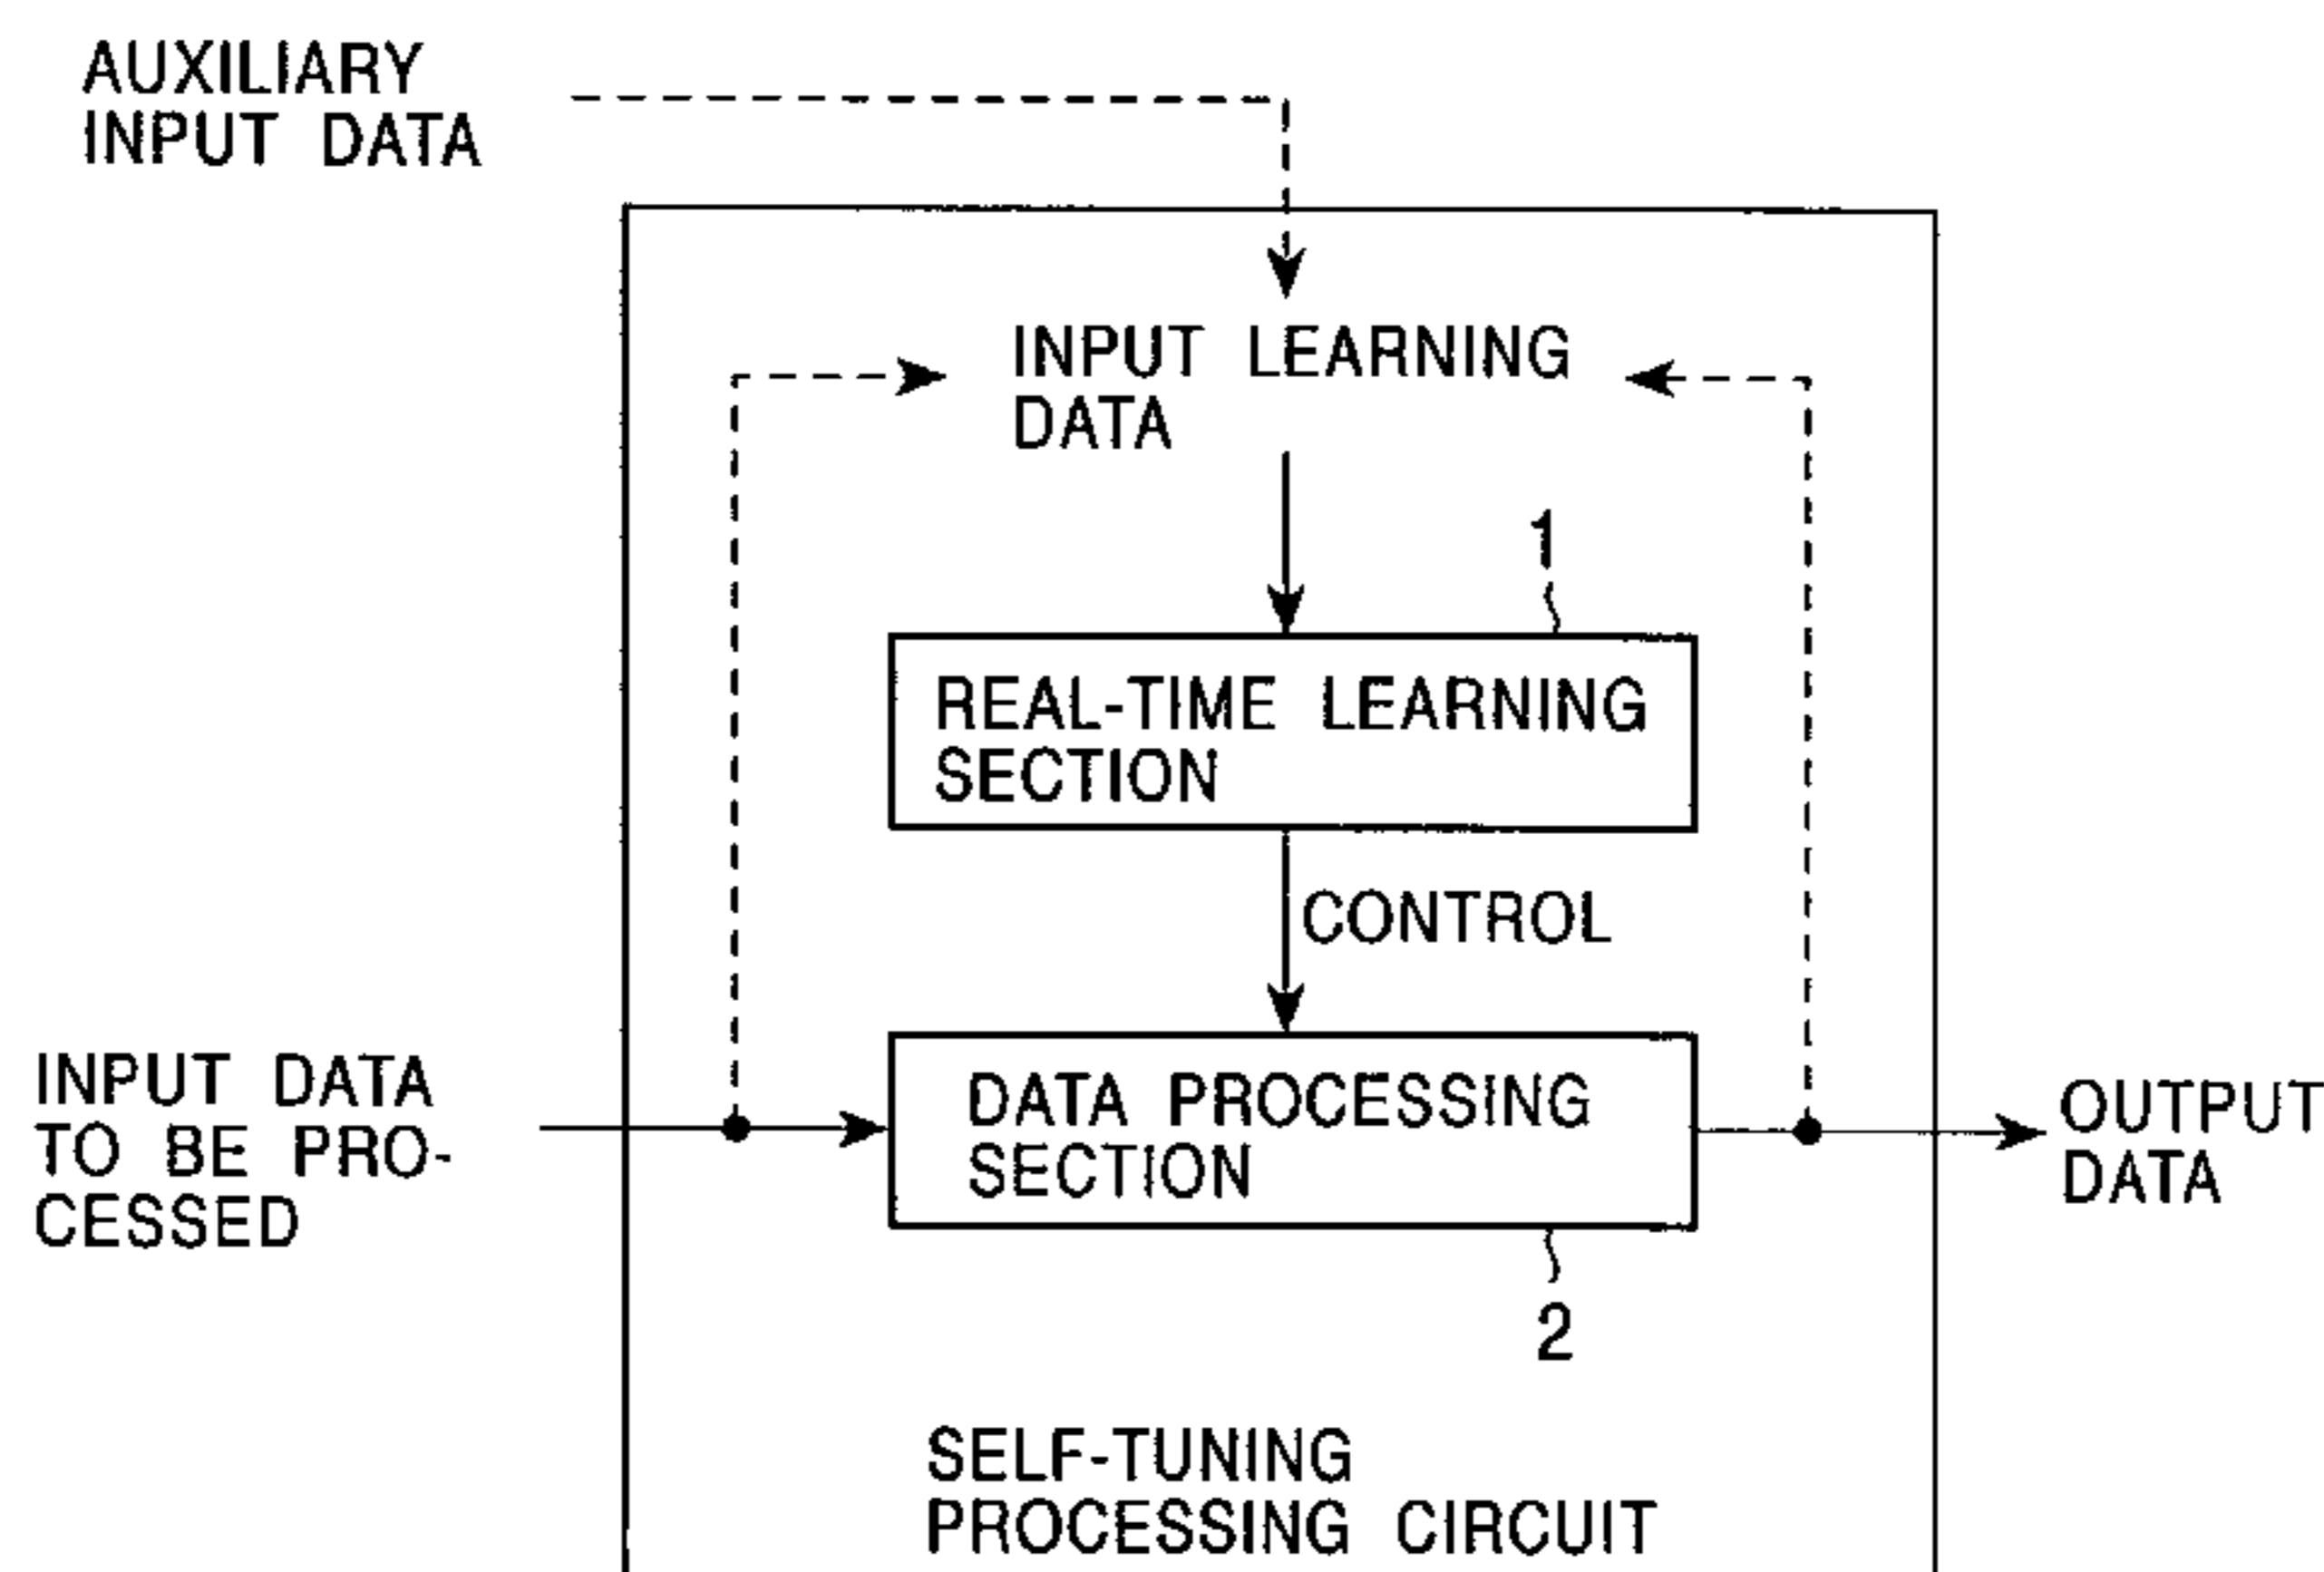 AUXILIARY
INPUT DATA
INPUT LEARNING
DATA
1
REAL-TIME LEARNING
SECTION
CONTROL
INPUT DATA
TO BE PRO-
CESSED
DATA PROCESSING
SECTION
OUTPUT
DATA
2
SELF-TUNING
PROCESSING CIRCUIT